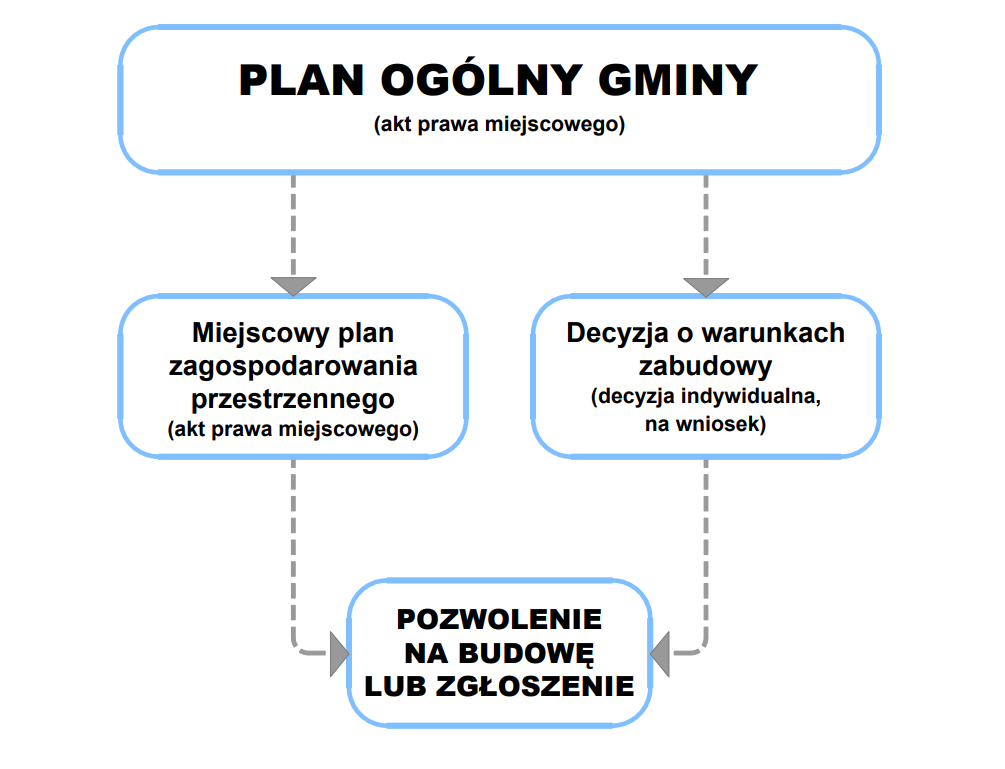 PLAN OGÓLNY GMINY
(akt prawa miejscowego)
Miejscowy plan
zagospodarowania
przestrzennego
(akt prawa miejscowego)
Decyzja o warunkach
zabudowy
(decyzja indywidualna,
na wniosek)
POZWOLENIE
NA BUDOWĘ
LUB ZGŁOSZENIE